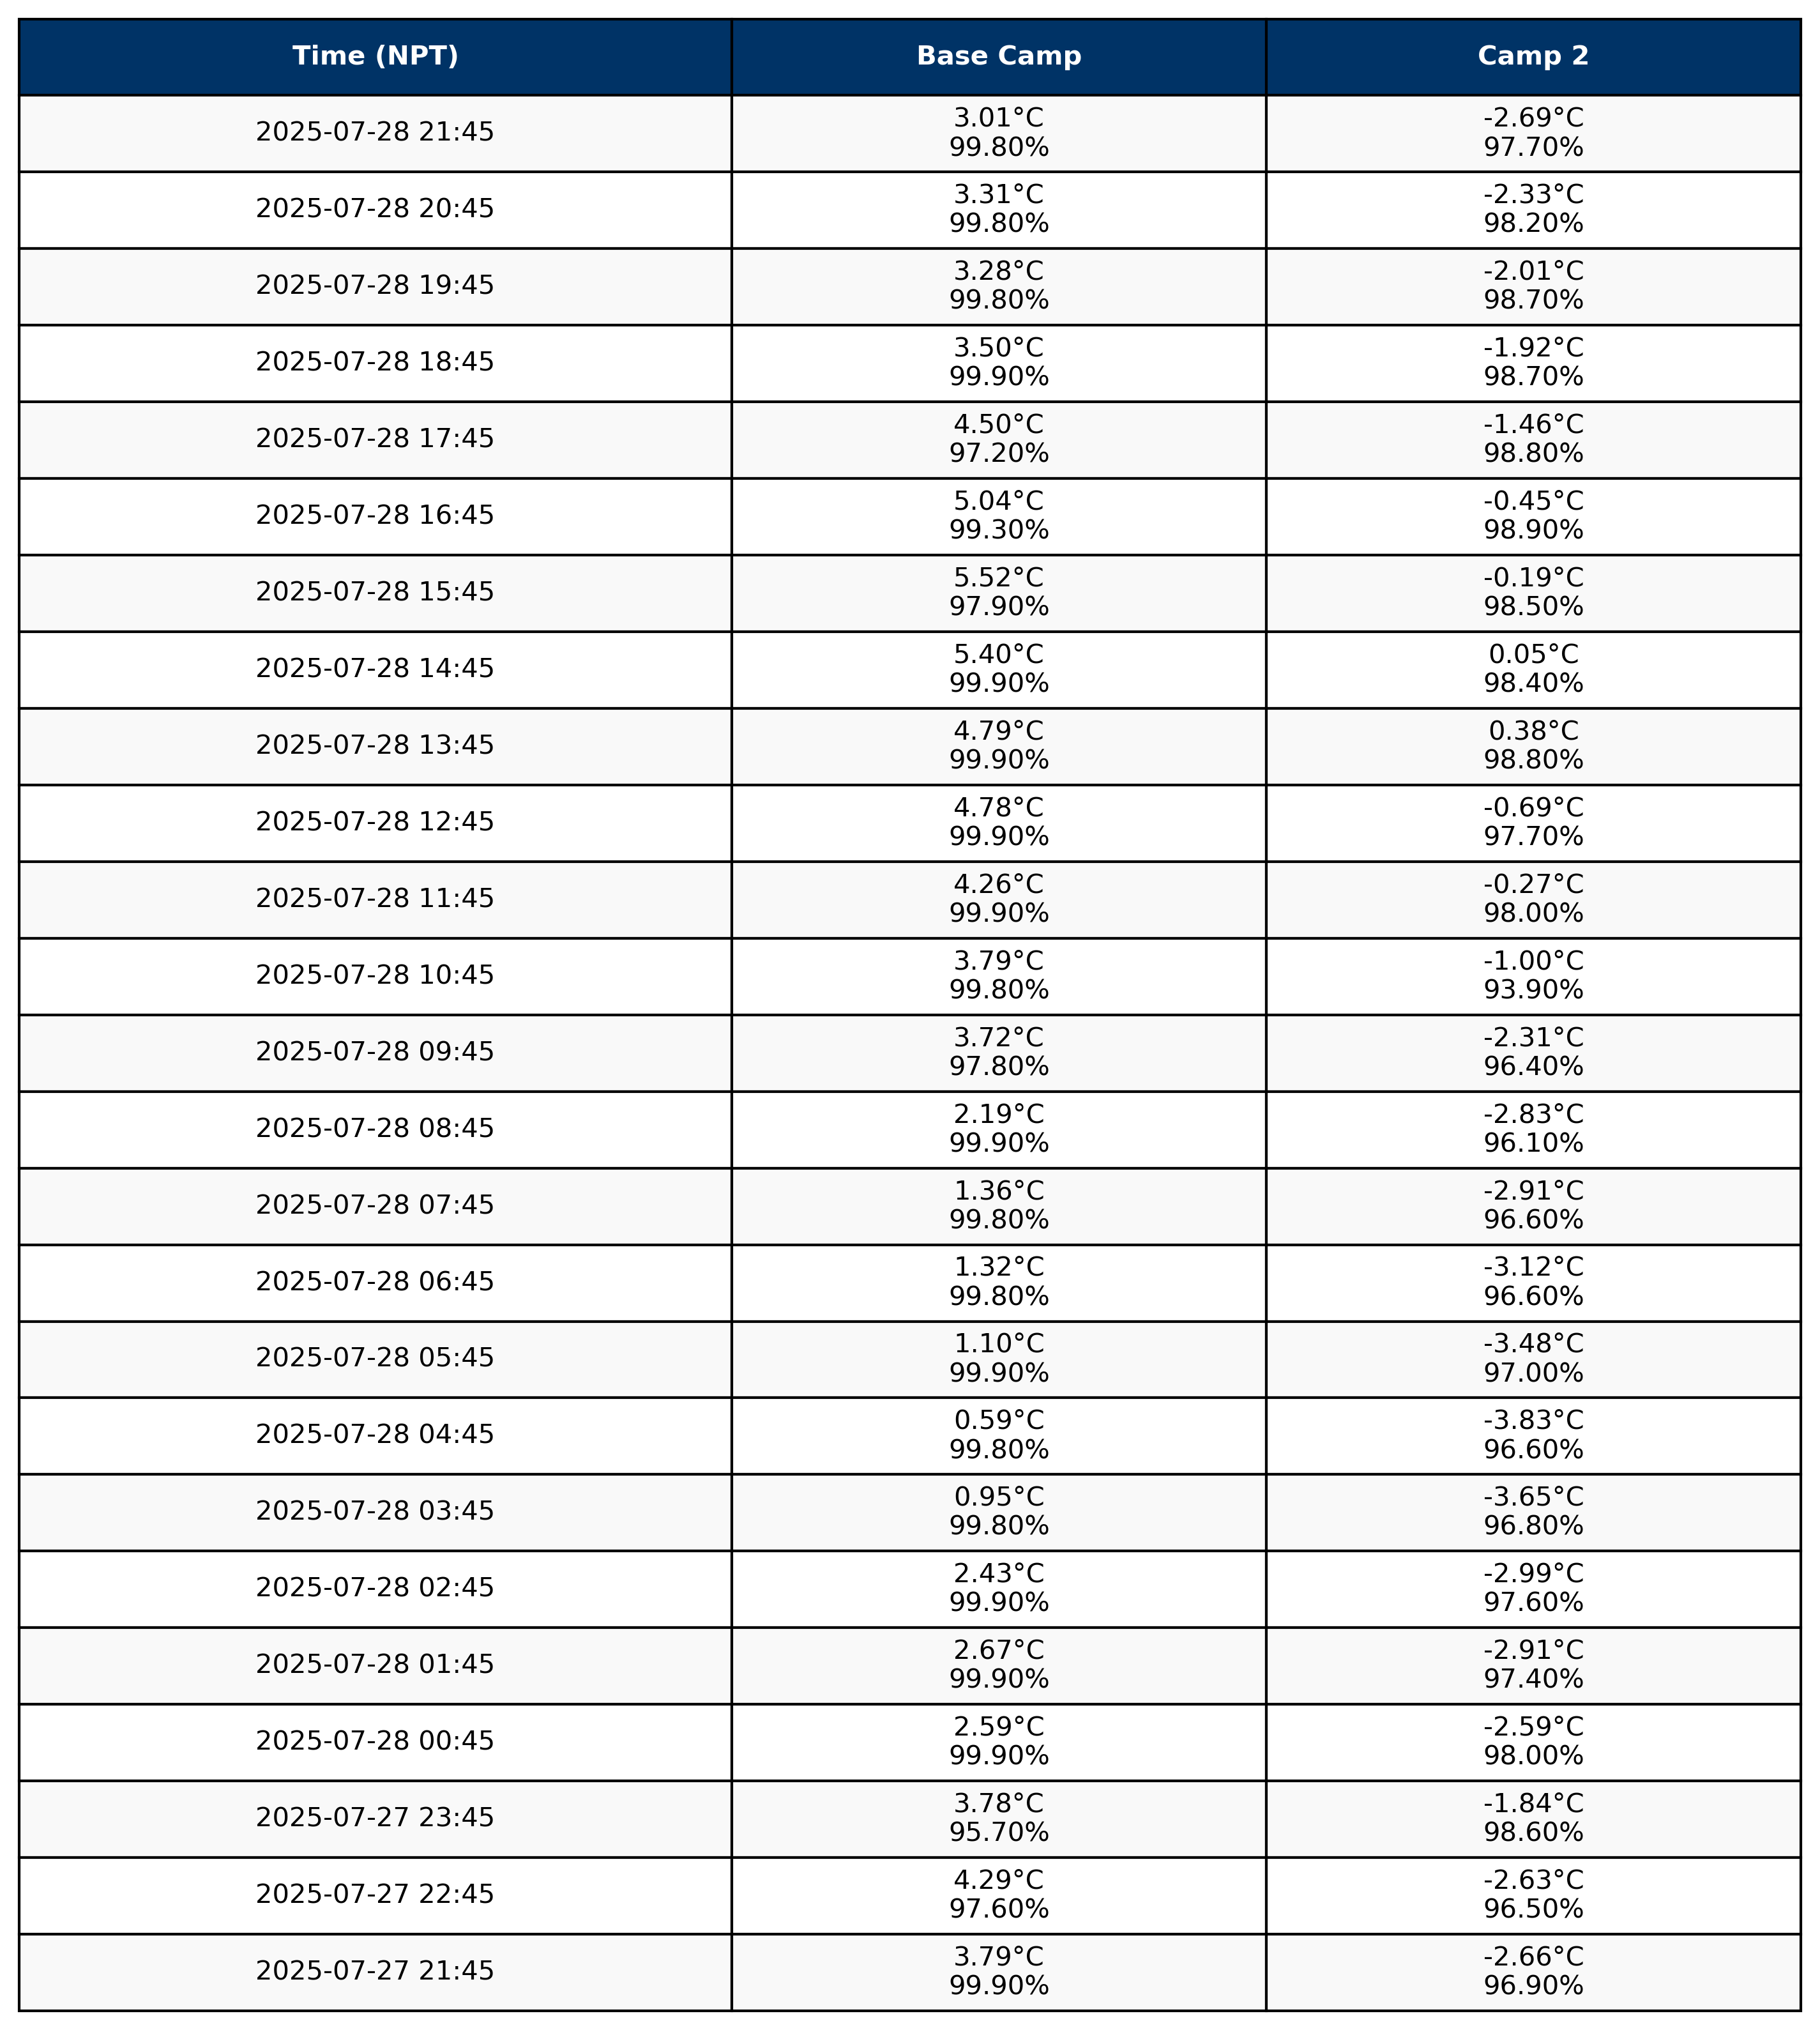 Time (NPT) Base Camp Camp 2
2025-07-28 21:45 3.01°C -2.69°C
99.80% 97.70%
2025-07-28 20:45 3.31°C -2.33°C
99.80% 98.20%
2025-07-28 19:45 3.28°C -2.01°C
99.80% 98.70%
2025-07-28 18:45 3.50°C -1.92°C
99.90% 98.70%
2025-07-28 17:45 4.50°C -1.46°C
97.20% 98.80%
2025-07-28 16:45 5.04°C -0.45°C
99.30% 98.90%
2025-07-28 15:45 5.52°C -0.19°C
97.90% 98.50%
2025-07-28 14:45 5.40°C 0.05°C
99.90% 98.40%
2025-07-28 13:45 4.79°C 0.38°C
99.90% 98.80%
2025-07-28 12:45 4.78°C -0.69°C
99.90% 97.70%
2025-07-28 11:45 4.26°C -0.27°C
99.90% 98.00%
2025-07-28 10:45 3.79°C -1.00°C
99.80% 93.90%
2025-07-28 09:45 3.72°C -2.31°C
97.80% 96.40%
2025-07-28 08:45 2.19°C -2.83°C
99.90% 96.10%
2025-07-28 07:45 1.36°C -2.91°C
99.80% 96.60%
2025-07-28 06:45 1.32°C -3.12°C
99.80% 96.60%
2025-07-28 05:45 1.10°C -3.48°C
99.90% 97.00%
2025-07-28 04:45 0.59°C -3.83°C
99.80% 96.60%
2025-07-28 03:45 0.95°C -3.65°C
99.80% 96.80%
2025-07-28 02:45 2.43°C -2.99°C
99.90% 97.60%
2025-07-28 01:45 2.67°C -2.91°C
99.90% 97.40%
2025-07-28 00:45 2.59°C -2.59°C
99.90% 98.00%
2025-07-27 23:45 3.78°C -1.84°C
95.70% 98.60%
2025-07-27 22:45 4.29°C -2.63°C
97.60% 96.50%
2025-07-27 21:45 3.79°C -2.66°C
99.90% 96.90%